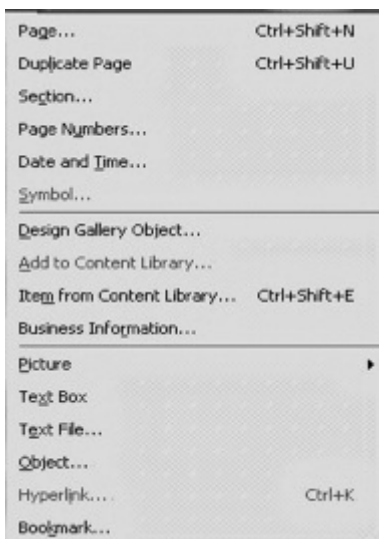 Page... Ctrl+Shift+N
Duplicate Page Ctrl+Shift+U
Section...
Page Numbers...
Date and Time...
Symbol...
Design Gallery Object...
Add to Content Library...
Item from Content Library... Ctrl+Shift+E
Business Information...
Picture
Text Box
Text File...
Object...
Hyperlink... Ctrl+K
Bookmark...